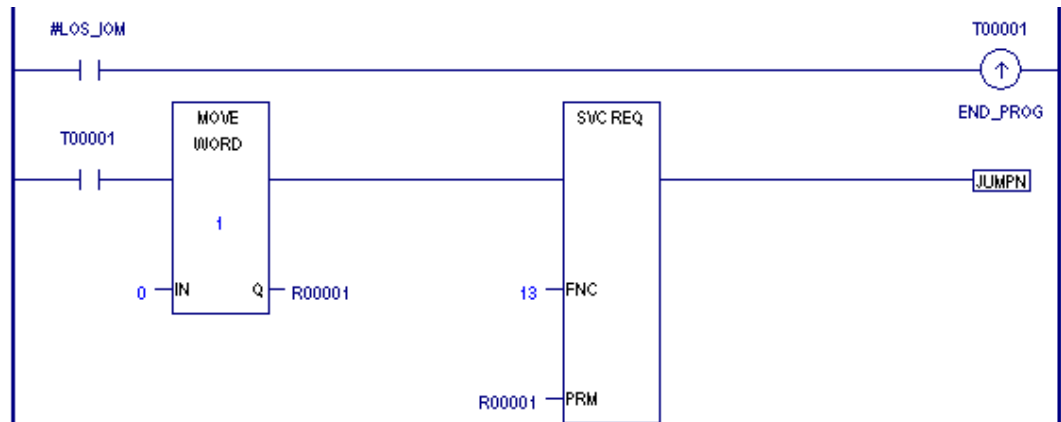 #LOS_IOM T00001
END_PROG
T00001 MOVE WORD SVC REQ
JUMPN
1
0 IN Q R00001 13 FNC
R00001 PRM